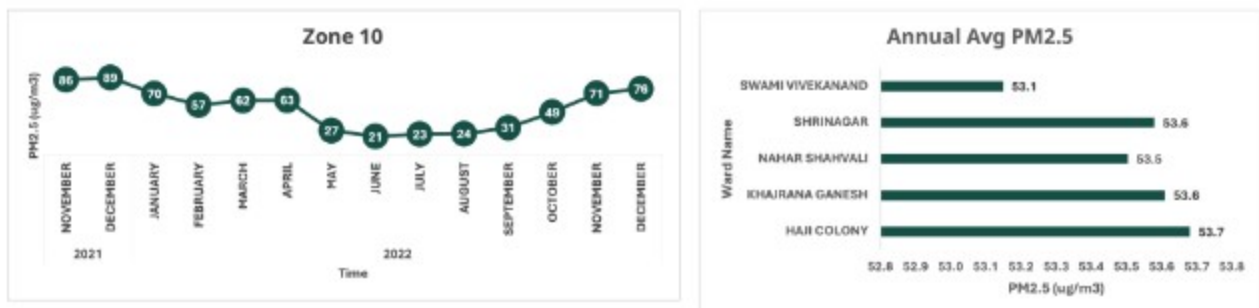 Zone 10
PM2.5 (ug/m3)
86 89 70 57 62 63 27 21 23 24 31 49 71 76
NOVEMBER DECEMBER JANUARY FEBRUARY MARCH APRIL MAY JUNE JULY AUGUST SEPTEMBER OCTOBER NOVEMBER DECEMBER
2021 2022
Time
Annual Avg PM2.5
Ward Name
SWAMI VIVEKANAND 53.1
SHRINAGAR 53.6
NAHAR SHAHVALI 53.5
KHAJRANA GANESH 53.6
HAJI COLONY 53.7
52.8 52.9 53.0 53.1 53.2 53.3 53.4 53.5 53.6 53.7 53.8
PM2.5 (ug/m3)